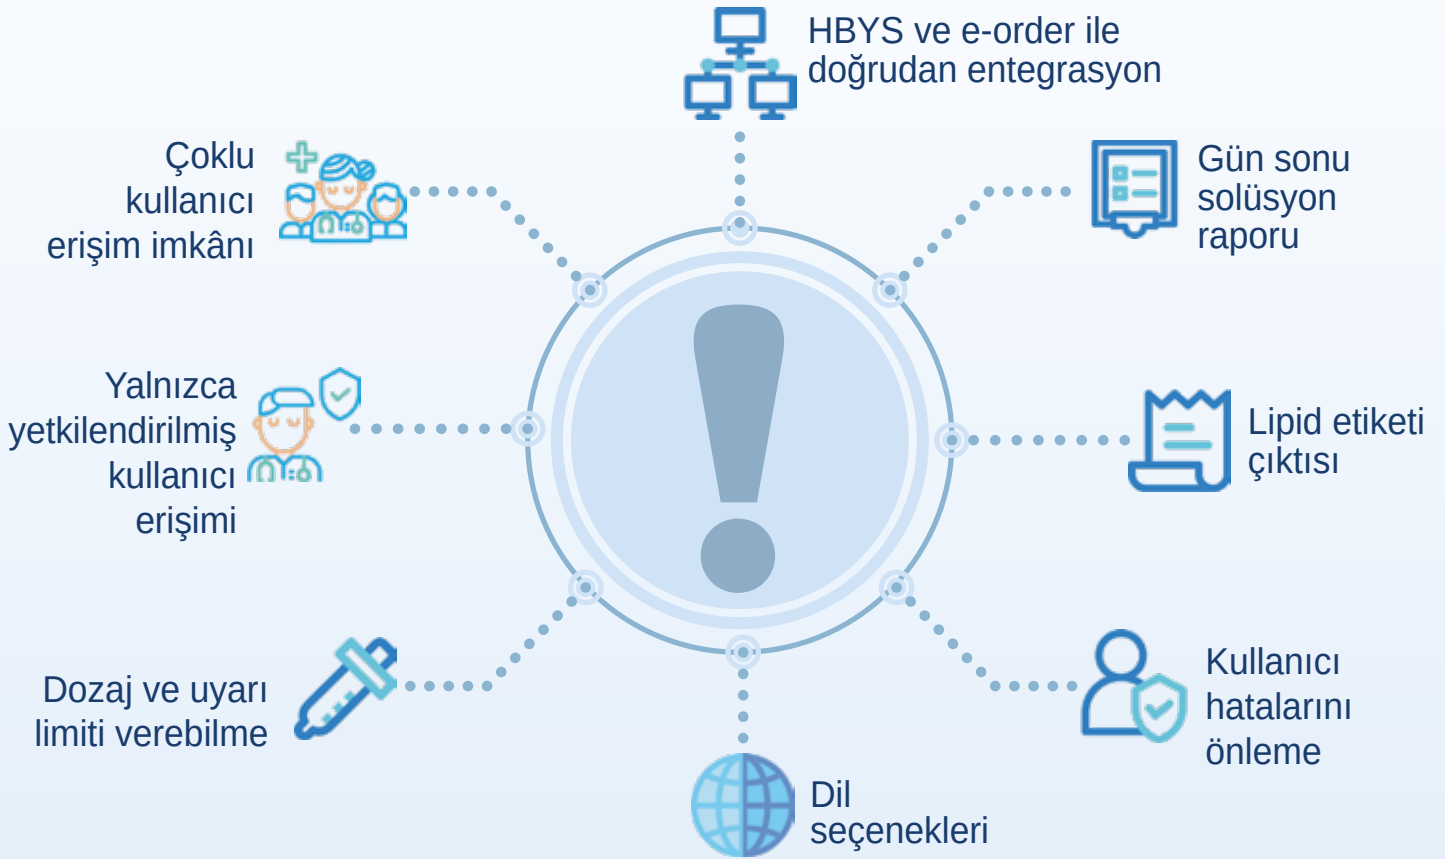 HBYS ve e-order ile
doğrudan entegrasyon
Çoklu
kullanıcı
erişim imkânı
Gün sonu
solüsyon
raporu
Yalnızca
yetkilendirilmiş
kullanıcı
erişimi
Lipid etiketi
çıktısı
Dozaj ve uyarı
limiti verebilme
Kullanıcı
hatalarını
önleme
Dil
seçenekleri